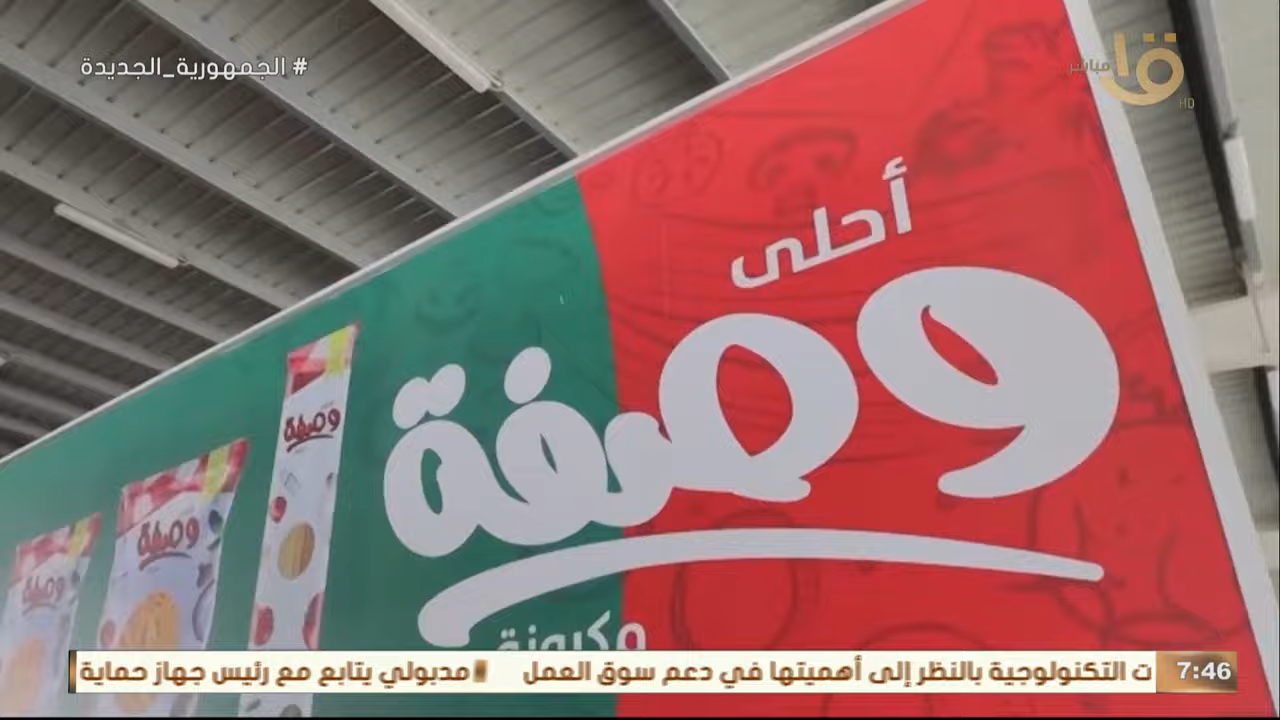 # الجمهورية_الجديدة
مباشر
HD
أحلى
وصفة
مكرونة
وصفة
وصفة
وصفة
ت التكنولوجية بالنظر إلى أهميتها في دعم سوق العمل
مدبولي يتابع مع رئيس جهاز حماية
7:46